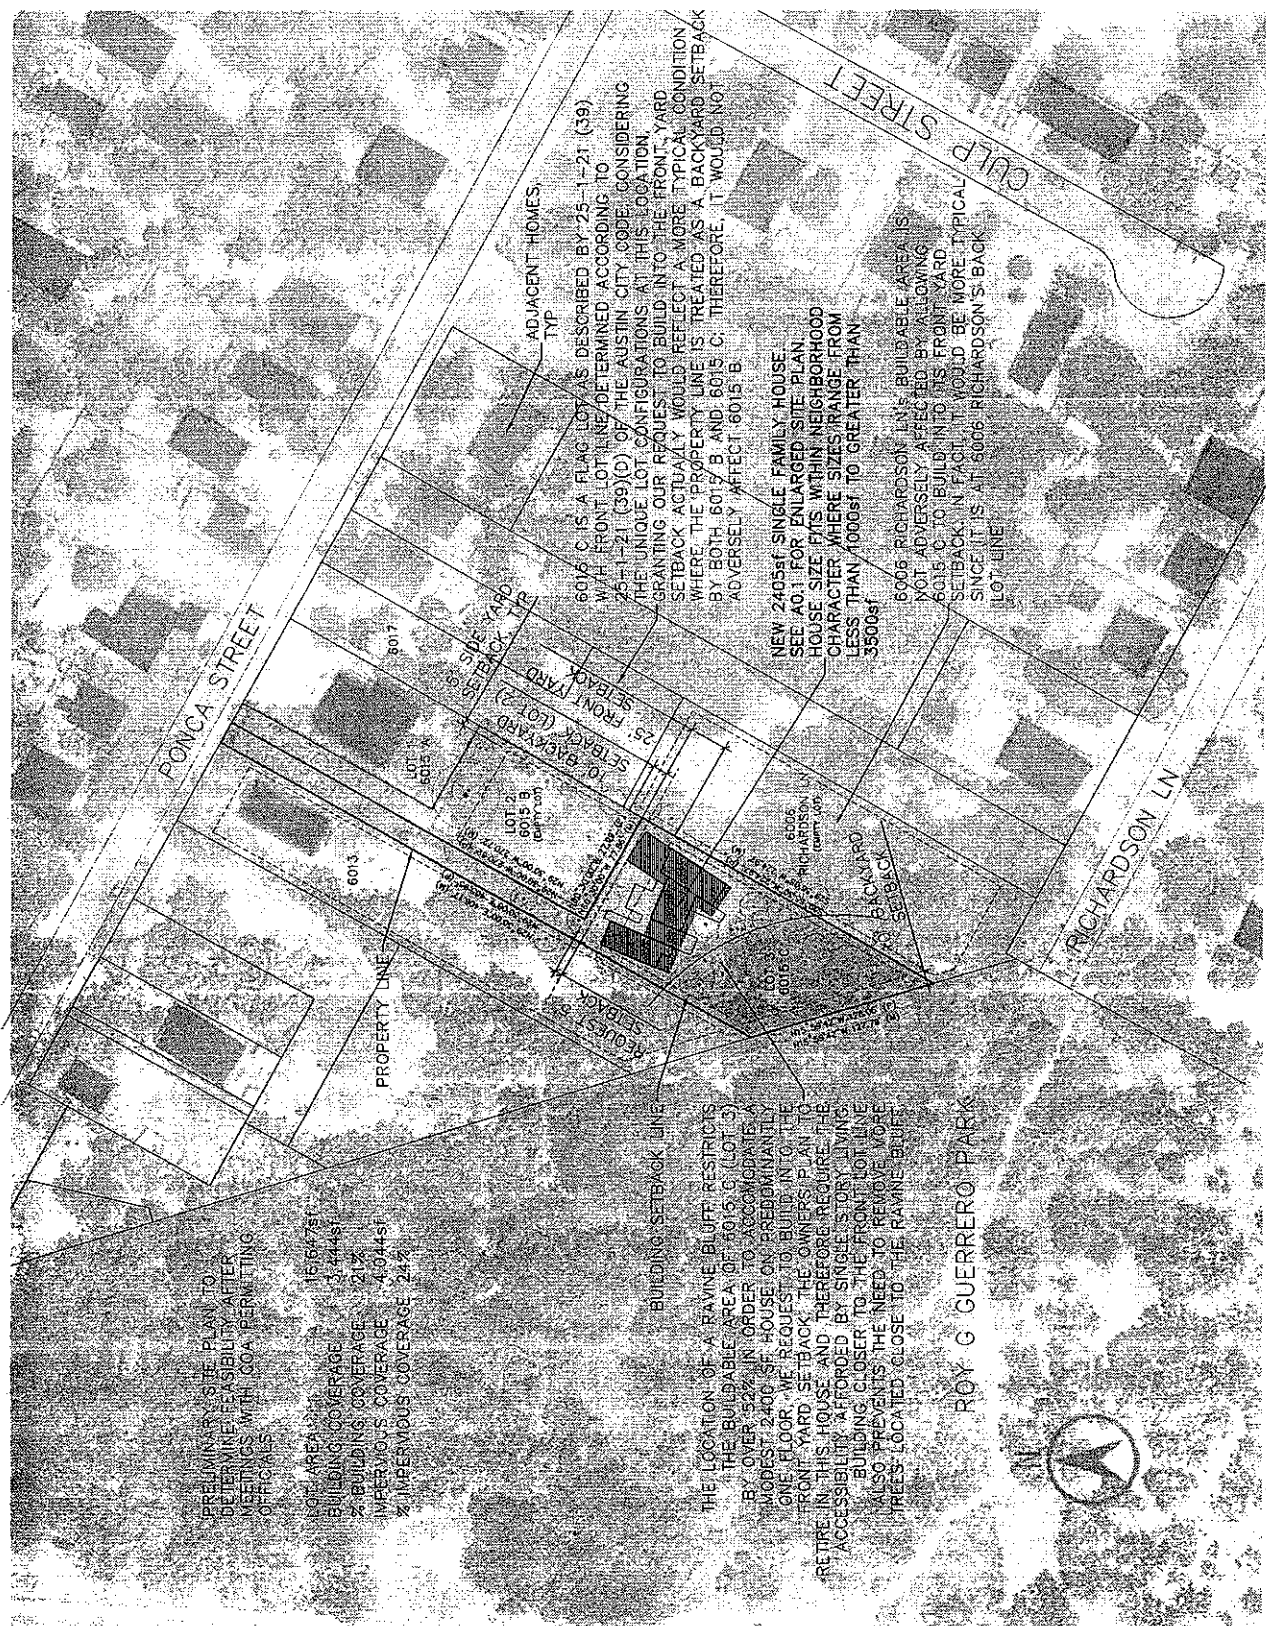 PRELIMINARY SITE PLAN TO
DETERMINE FEASIBILITY AFTER
MEETINGS WITH COA PERMITTING
OFFICIALS
LOT AREA
BUILDING COVERAGE 3,444sf
% BUILDING COVERAGE 21%
IMPERVIOUS COVERAGE 4,044sf
% IMPERVIOUS COVERAGE 24%
PONCA STREET
CULP STREET
RICHARDSON LN
ROY G GUERRERO PARK
N
PROPERTY LINE
6013
6017
LOT 1
6015 A
LOT 2
6015 B
(EMPTY LOT)
6006
RICHARDSON LN
(EMPTY LOT)
LOT 3
6015 C
ADJACENT HOMES,
TYP
SIDE YARD
SETBACK, TYP
10' BACKYARD
SETBACK (LOT 2)
25' FRONT YARD
SETBACK
BACKYARD
SETBACK
REQUEST 5'
SETBACK
BUILDING SETBACK LINE
6015 C IS A FLAG LOT AS DESCRIBED BY 25-1-21 (39),
WITH FRONT LOT LINE DETERMINED ACCORDING TO
25-1-21 (39)(D) OF THE AUSTIN CITY CODE. CONSIDERING
THE UNIQUE LOT CONFIGURATIONS AT THIS LOCATION,
GRANTING OUR REQUEST TO BUILD INTO THE FRONT YARD
SETBACK ACTUALLY WOULD REFLECT A MORE TYPICAL CONDITION
WHERE THE PROPERTY LINE IS TREATED AS A BACKYARD SETBACK
BY BOTH 6015 B AND 6015 C; THEREFORE, IT WOULD NOT
ADVERSELY AFFECT 6015 B.
NEW 2405sf SINGLE FAMILY HOUSE.
SEE A0.1 FOR ENLARGED SITE PLAN.
HOUSE SIZE FITS WITHIN NEIGHBORHOOD
CHARACTER WHERE SIZES RANGE FROM
LESS THAN 1000sf TO GREATER THAN
3500sf
6006 RICHARDSON LN's BUILDABLE AREA IS
NOT ADVERSELY AFFECTED BY ALLOWING
6015 C TO BUILD INTO ITS FRONT YARD
SETBACK. IN FACT, IT WOULD BE MORE TYPICAL
SINCE IT IS AT 6006 RICHARDSON'S BACK
LOT LINE
THE LOCATION OF A RAVINE BLUFF RESTRICTS
THE BUILDABLE AREA OF 6015 C (LOT 3)
BY OVER 52%. IN ORDER TO ACCOMODATE A
MODEST 2400 SF HOUSE ON PREDOMINANTLY
ONE FLOOR, WE REQUEST TO BUILD INTO THE
FRONT YARD SETBACK. THE OWNERS PLAN TO
RETIRE IN THIS HOUSE AND THEREFORE REQUIRE THE
ACCESSIBILITY AFFORDED BY SINGLE STORY LIVING.
BUILDING CLOSER TO THE FRONT LOT LINE
ALSO PREVENTS THE NEED TO REMOVE MORE
TREES LOCATED CLOSE TO THE RAVINE BLUFF.